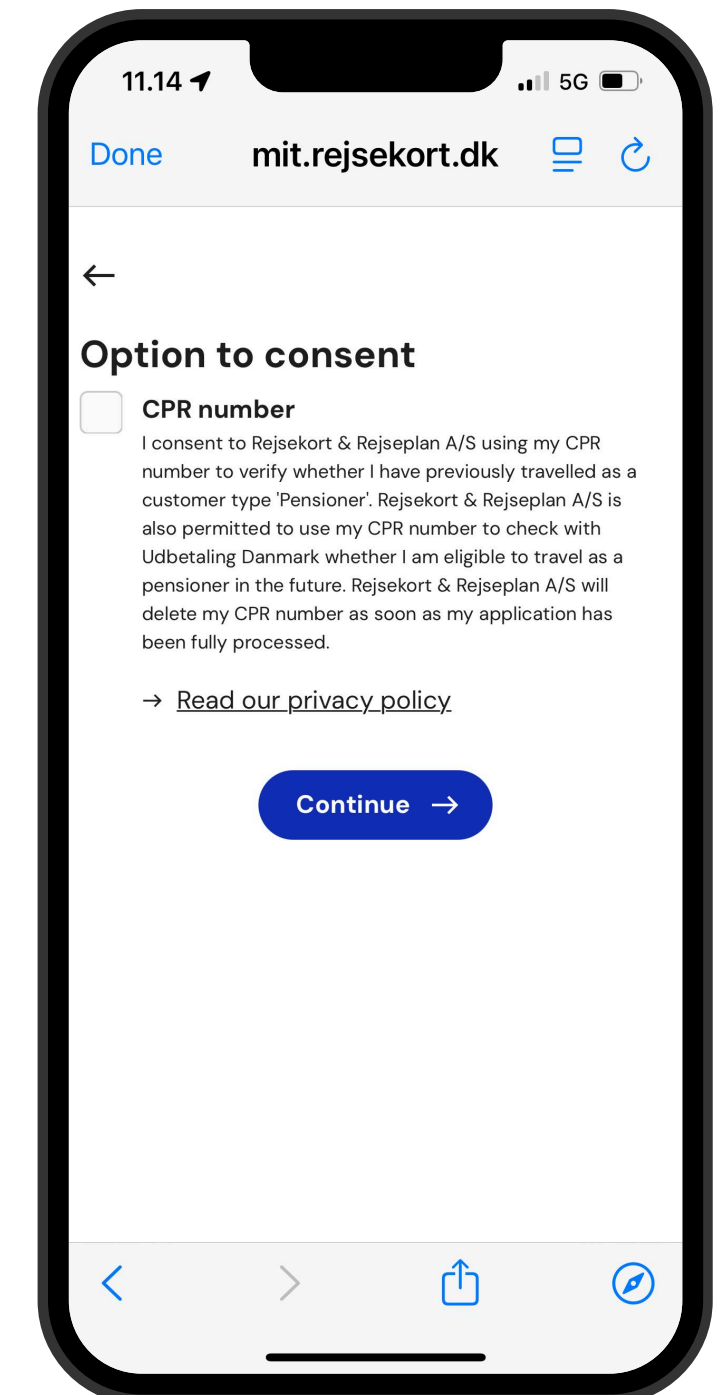 11.14 5G
Done mit.rejsekort.dk
Option to consent
CPR number
I consent to Rejsekort & Rejseplan A/S using my CPR
number to verify whether I have previously travelled as a
customer type 'Pensioner'. Rejsekort & Rejseplan A/S is
also permitted to use my CPR number to check with
Udbetaling Danmark whether I am eligible to travel as a
pensioner in the future. Rejsekort & Rejseplan A/S will
delete my CPR number as soon as my application has
been fully processed.
→ Read our privacy policy
Continue →